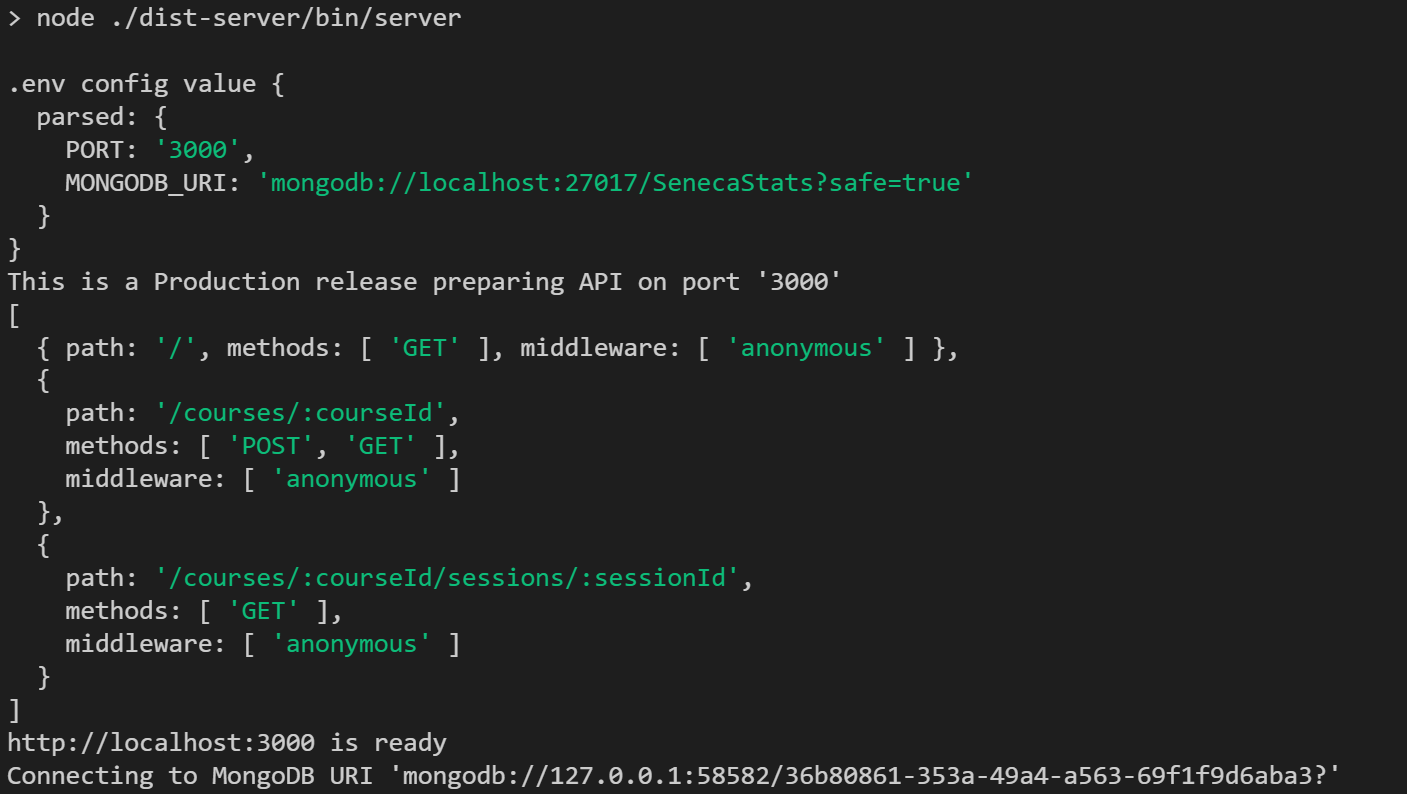 > node ./dist-server/bin/server
.env config value {
  parsed: {
    PORT: '3000',
    MONGODB_URI: 'mongodb://localhost:27017/SenecaStats?safe=true'
  }
}
This is a Production release preparing API on port '3000'
[
  { path: '/', methods: [ 'GET' ], middleware: [ 'anonymous' ] },
  {
    path: '/courses/:courseId',
    methods: [ 'POST', 'GET' ],
    middleware: [ 'anonymous' ]
  },
  {
    path: '/courses/:courseId/sessions/:sessionId',
    methods: [ 'GET' ],
    middleware: [ 'anonymous' ]
  }
]
http://localhost:3000 is ready
Connecting to MongoDB URI 'mongodb://127.0.0.1:58582/36b80861-353a-49a4-a563-69f1f9d6aba3?'